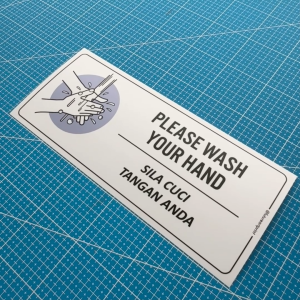 PLEASE WASH
YOUR HAND
SILA CUCI
TANGAN ANDA